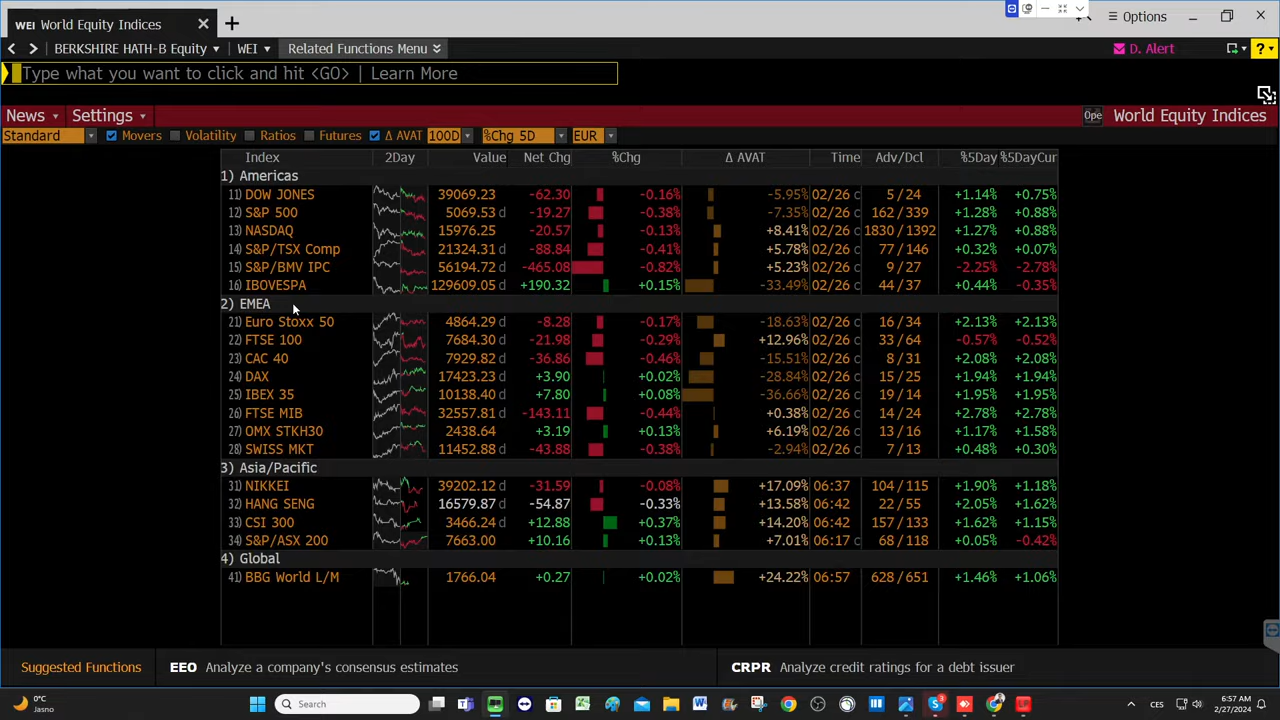 WEI World Equity Indices
Options
BERKSHIRE HATH-B Equity WEI Related Functions Menu D. Alert ?
Type what you want to click and hit <GO> | Learn More
News Settings Ope World Equity Indices
Standard Movers Volatility Ratios Futures Δ AVAT 100D %Chg 5D EUR
Index 2Day Value Net Chg %Chg Δ AVAT Time Adv/Dcl %5Day %5DayCur
1) Americas
11) DOW JONES 39069.23 -62.30 -0.16% -5.95% 02/26 c 5 / 24 +1.14% +0.75%
12) S&P 500 5069.53 d -19.27 -0.38% -7.35% 02/26 c 162 / 339 +1.28% +0.88%
13) NASDAQ 15976.25 -20.57 -0.13% +8.41% 02/26 c 1830 / 1392 +1.27% +0.88%
14) S&P/TSX Comp 21324.31 d -88.84 -0.41% +5.78% 02/26 c 77 / 146 +0.32% +0.07%
15) S&P/BMV IPC 56194.72 d -465.08 -0.82% +5.23% 02/26 c 9 / 27 -2.25% -2.78%
16) IBOVESPA 129609.05 d +190.32 +0.15% -33.49% 02/26 c 44 / 37 +0.44% -0.35%
2) EMEA
21) Euro Stoxx 50 4864.29 d -8.28 -0.17% -18.63% 02/26 c 16 / 34 +2.13% +2.13%
22) FTSE 100 7684.30 d -21.98 -0.29% +12.96% 02/26 c 33 / 64 -0.57% -0.52%
23) CAC 40 7929.82 d -36.86 -0.46% -15.51% 02/26 c 8 / 31 +2.08% +2.08%
24) DAX 17423.23 d +3.90 +0.02% -28.84% 02/26 c 15 / 25 +1.94% +1.94%
25) IBEX 35 10138.40 d +7.80 +0.08% -36.66% 02/26 c 19 / 14 +1.95% +1.95%
26) FTSE MIB 32557.81 d -143.11 -0.44% +0.38% 02/26 c 14 / 24 +2.78% +2.78%
27) OMX STKH30 2438.64 +3.19 +0.13% +6.19% 02/26 c 13 / 16 +1.17% +1.58%
28) SWISS MKT 11452.88 d -43.88 -0.38% -2.94% 02/26 c 7 / 13 +0.48% +0.30%
3) Asia/Pacific
31) NIKKEI 39202.12 d -31.59 -0.08% +17.09% 06:37 104 / 115 +1.90% +1.18%
32) HANG SENG 16579.87 d -54.87 -0.33% +13.58% 06:42 22 / 55 +2.05% +1.62%
33) CSI 300 3466.24 d +12.88 +0.37% +14.20% 06:42 157 / 133 +1.62% +1.15%
34) S&P/ASX 200 7663.00 +10.16 +0.13% +7.01% 06:17 c 68 / 118 +0.05% -0.42%
4) Global
41) BBG World L/M 1766.04 +0.27 +0.02% +24.22% 06:57 628 / 651 +1.46% +1.06%
Suggested Functions EEO Analyze a company's consensus estimates CRPR Analyze credit ratings for a debt issuer
0°C
Jasno
Search
CES
6:57 AM
2/27/2024